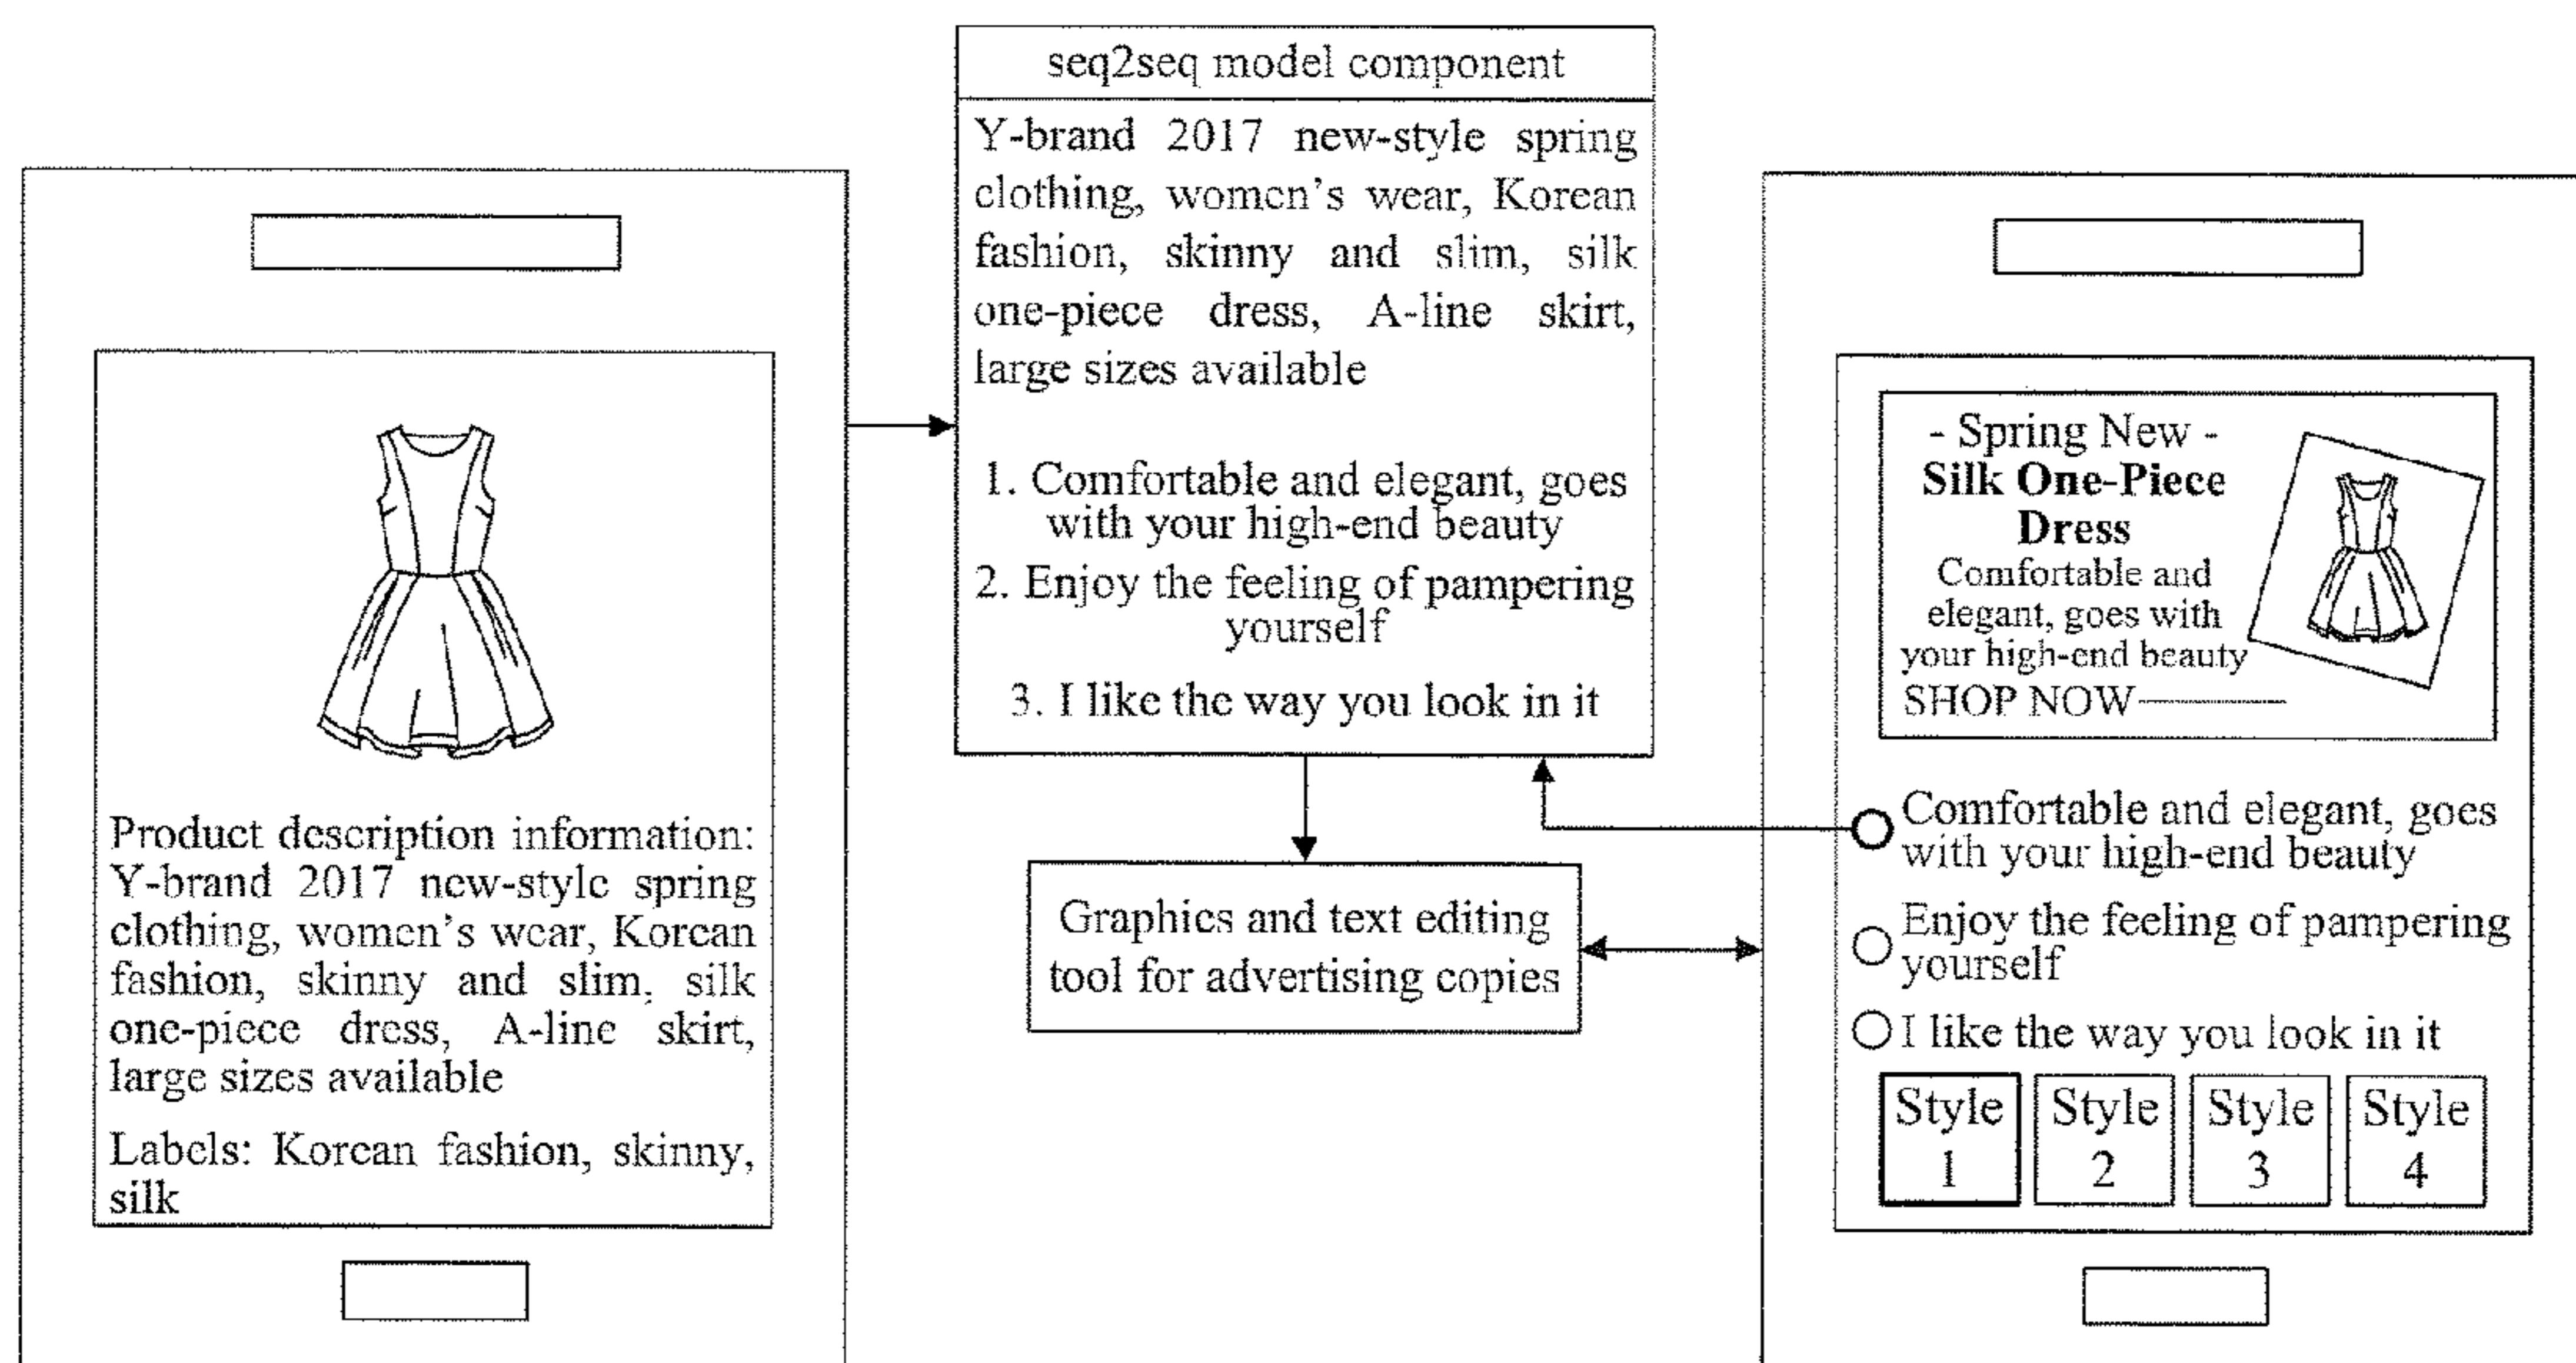 seq2seq model component
Y-brand 2017 new-style spring
clothing, women's wear, Korean
fashion, skinny and slim, silk
one-piece dress, A-line skirt,
large sizes available
1. Comfortable and elegant, goes
with your high-end beauty
2. Enjoy the feeling of pampering
yourself
3. I like the way you look in it
Product description information:
Y-brand 2017 new-style spring
clothing, women's wear, Korean
fashion, skinny and slim, silk
one-piece dress, A-line skirt,
large sizes available
Labels: Korean fashion, skinny,
silk
Graphics and text editing
tool for advertising copies
- Spring New -
Silk One-Piece
Dress
Comfortable and
elegant, goes with
your high-end beauty
SHOP NOW
Comfortable and elegant, goes
with your high-end beauty
Enjoy the feeling of pampering
yourself
I like the way you look in it
Style
1
Style
2
Style
3
Style
4